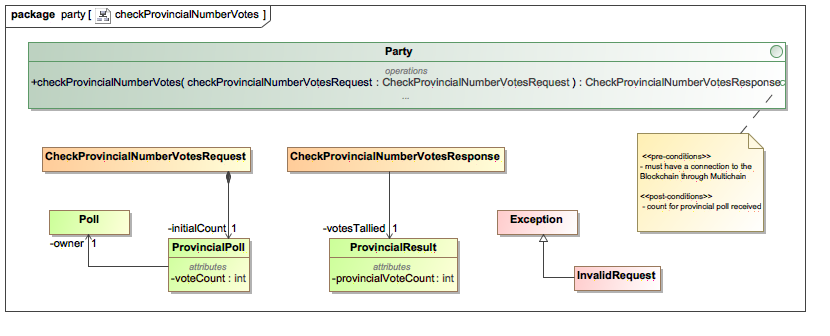 package party [ checkProvincialNumberVotes ]
Party
operations
+checkProvincialNumberVotes( checkProvincialNumberVotesRequest : CheckProvincialNumberVotesRequest ) : CheckProvincialNumberVotesResponse
...
<<pre-conditions>>
- must have a connection to the
Blockchain through Multichain
<<post-conditions>>
- count for provincial poll received
CheckProvincialNumberVotesRequest
CheckProvincialNumberVotesResponse
Poll
-initialCount 1
-owner 1
ProvincialPoll
attributes
-voteCount : int
-votesTallied 1
ProvincialResult
attributes
-provincialVoteCount : int
Exception
InvalidRequest